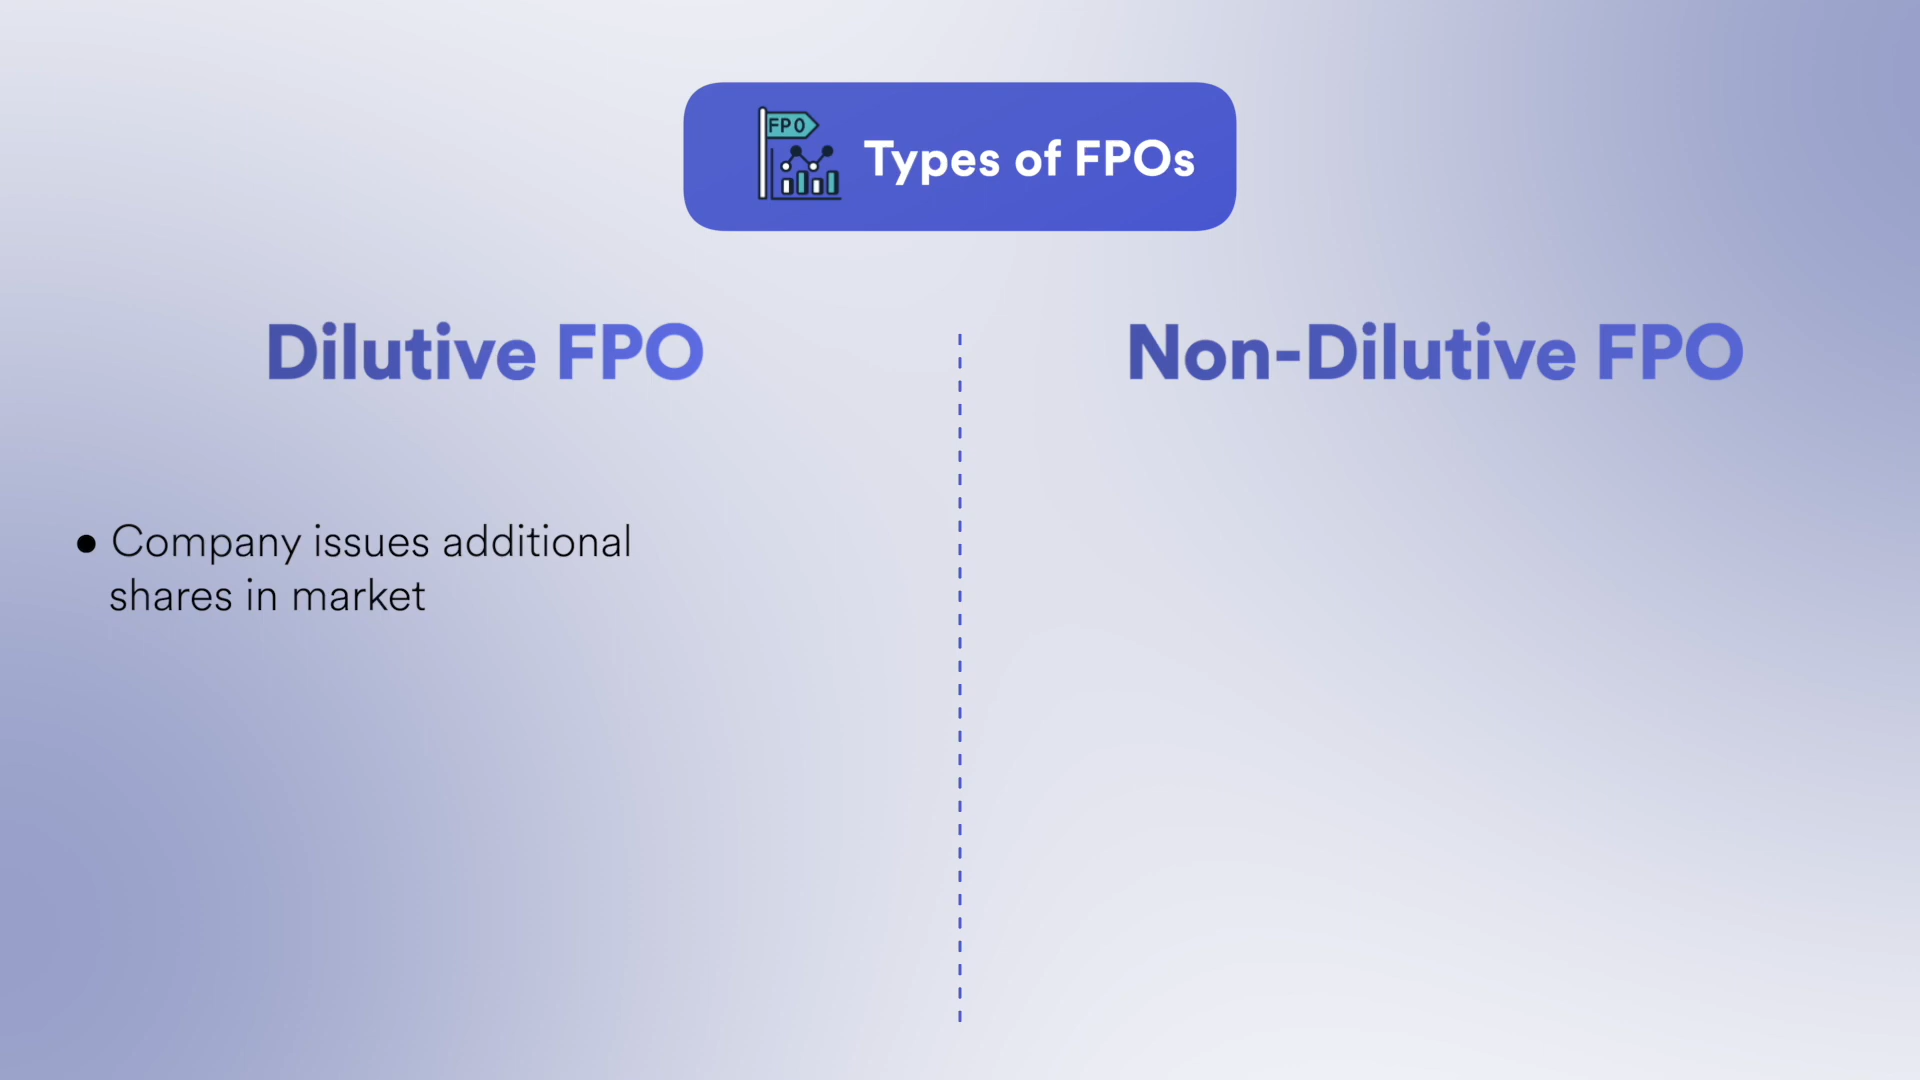 FPO
Types of FPOs
Dilutive FPO
Non-Dilutive FPO
• Company issues additional
shares in market